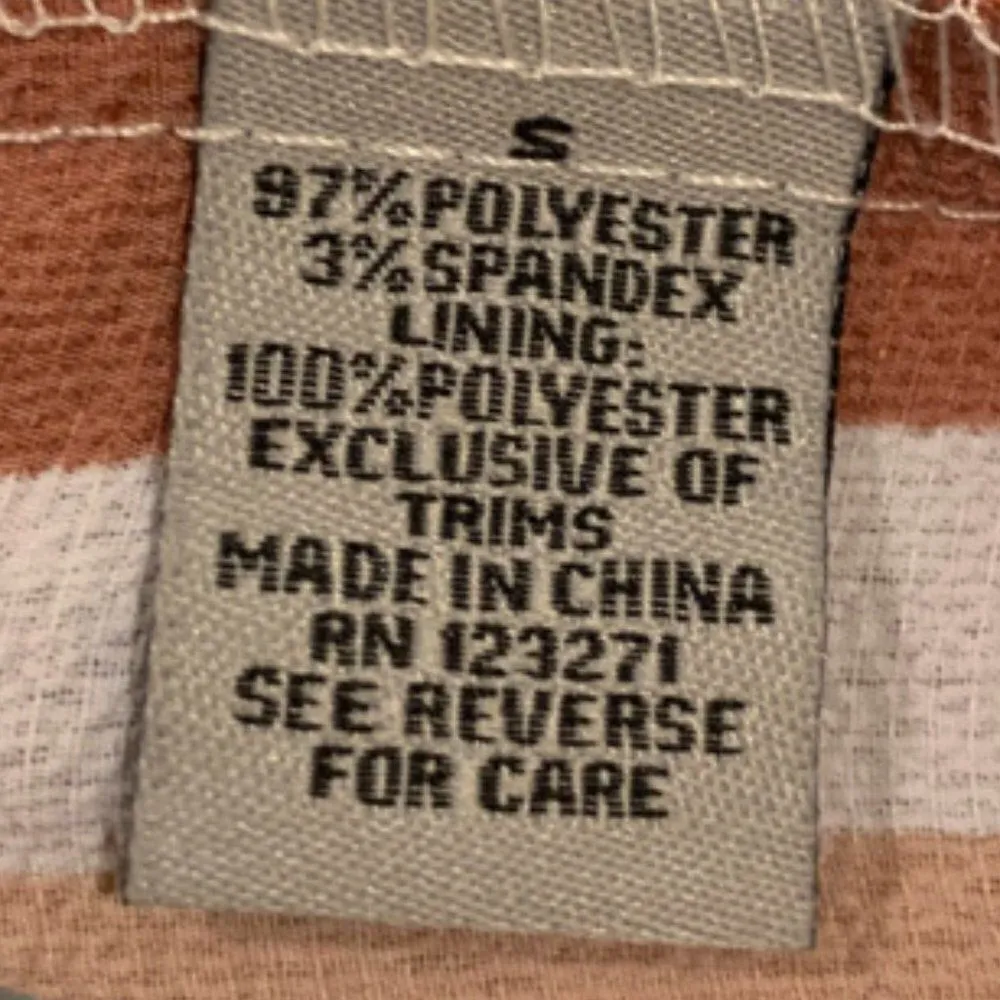 S
97%POLYESTER
3%SPANDEX
LINING:
100%POLYESTER
EXCLUSIVE OF
TRIMS
MADE IN CHINA
RN 123271
SEE REVERSE
FOR CARE